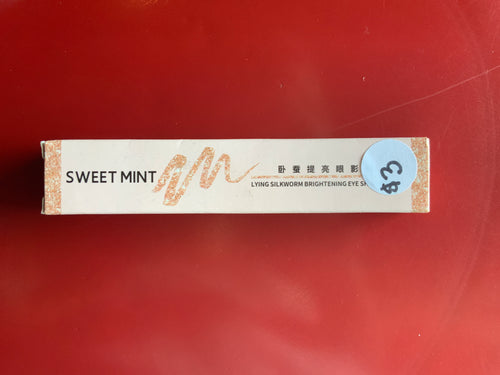 SWEET MINT
卧蚕提亮眼影
LYING SILKWORM BRIGHTENING EYE
$3